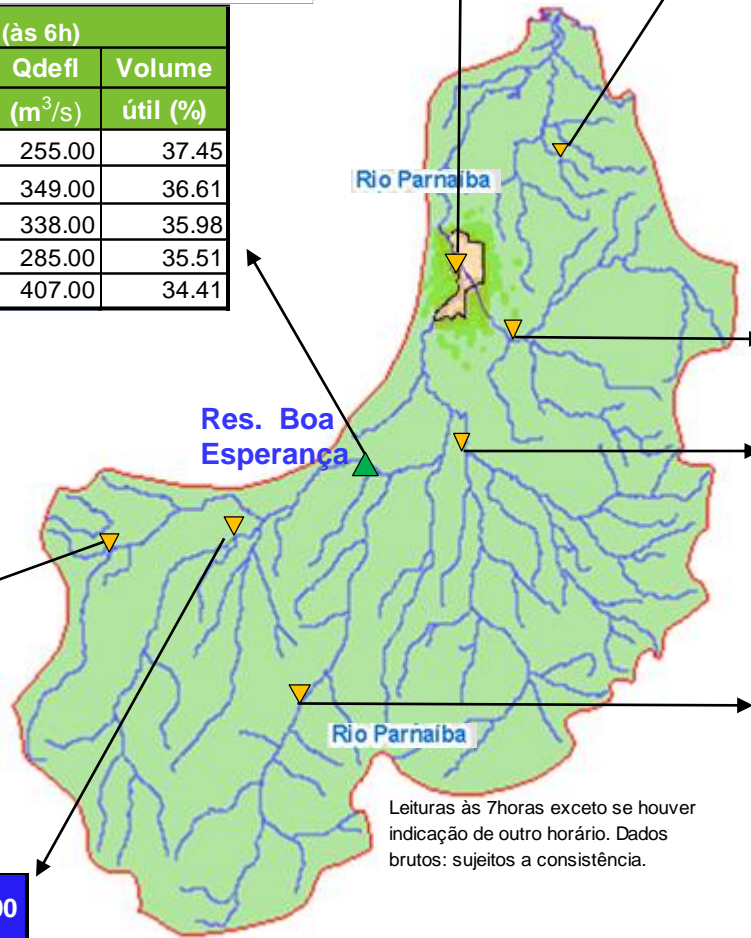 (às 6h)
Qdefl Volume
(m³/s) útil (%)
255.00 37.45
349.00 36.61
338.00 35.98
285.00 35.51
407.00 34.41
Rio Parnaíba
Res. Boa
Esperança
Rio Parnaíba
Leituras às 7horas exceto se houver
indicação de outro horário. Dados
brutos: sujeitos a consistência.